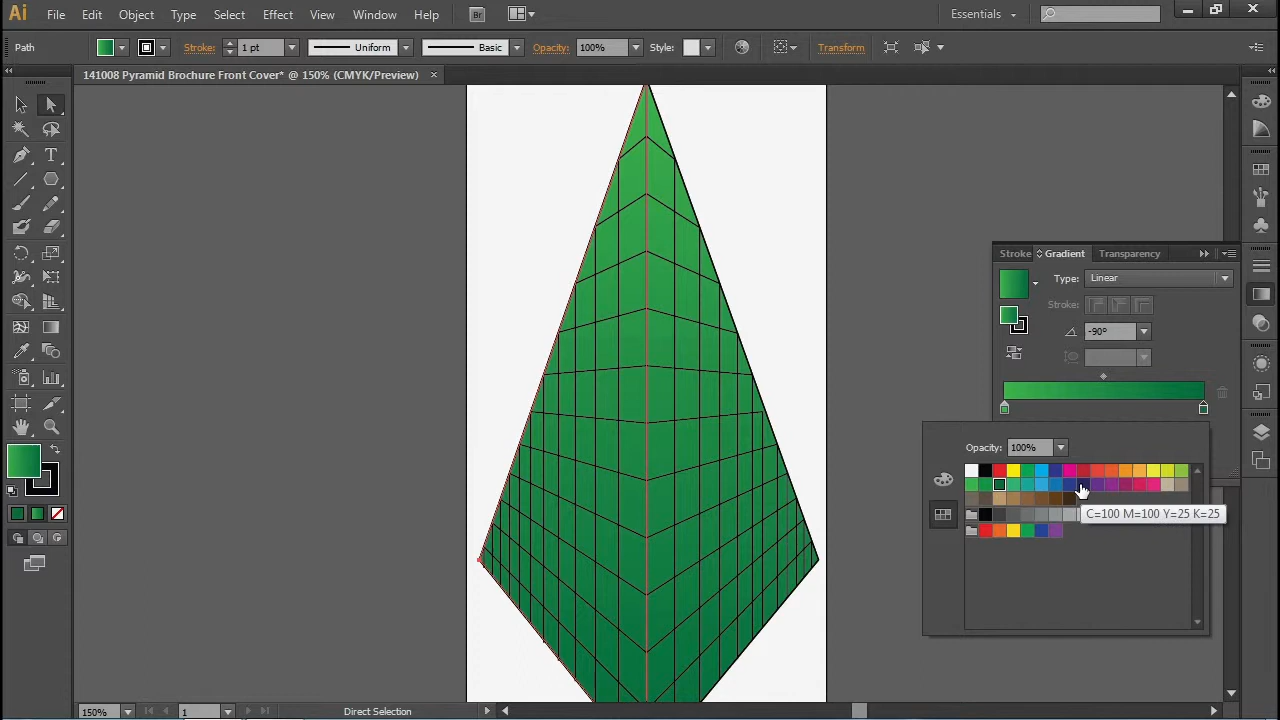 Ai File Edit Object Type Select Effect View Window Help Br Essentials
Path Stroke: 1 pt Uniform Basic Opacity: 100% Style: Transform
141008 Pyramid Brochure Front Cover* @ 150% (CMYK/Preview) ×
Stroke Gradient Transparency
Type: Linear
Stroke:
-90°
Opacity: 100%
C=100 M=100 Y=25 K=25
150% 1 Direct Selection